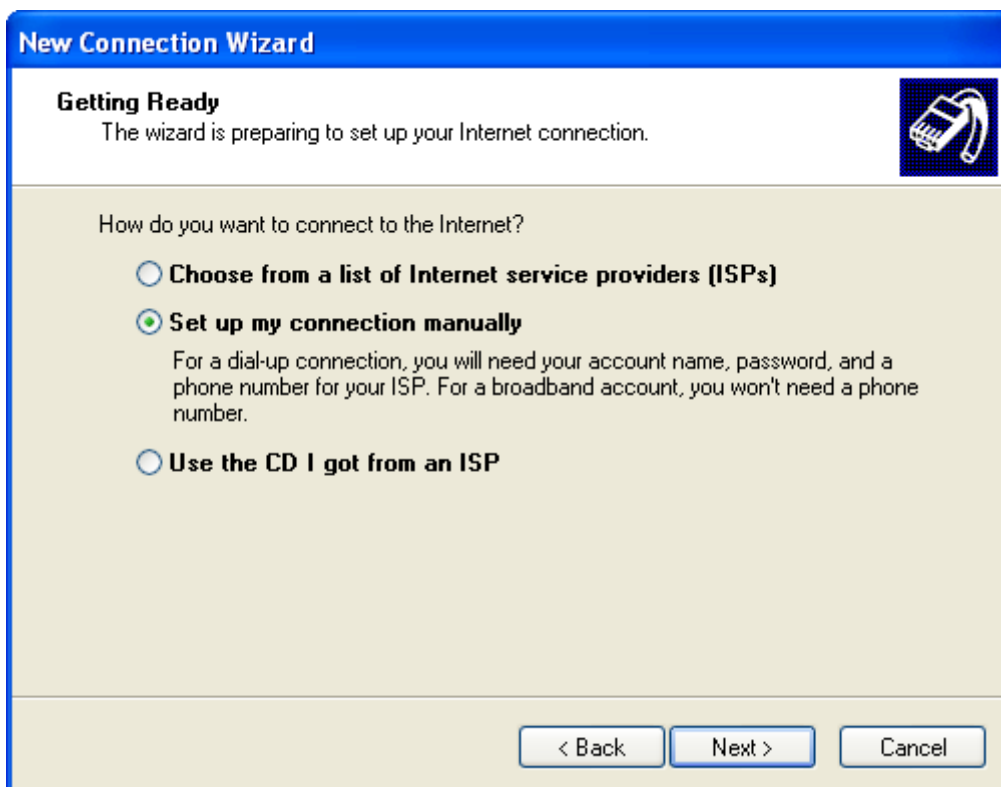 New Connection Wizard
Getting Ready
The wizard is preparing to set up your Internet connection.
How do you want to connect to the Internet?
Choose from a list of Internet service providers (ISPs)
Set up my connection manually
For a dial-up connection, you will need your account name, password, and a
phone number for your ISP. For a broadband account, you won't need a phone
number.
Use the CD I got from an ISP
< Back
Next >
Cancel